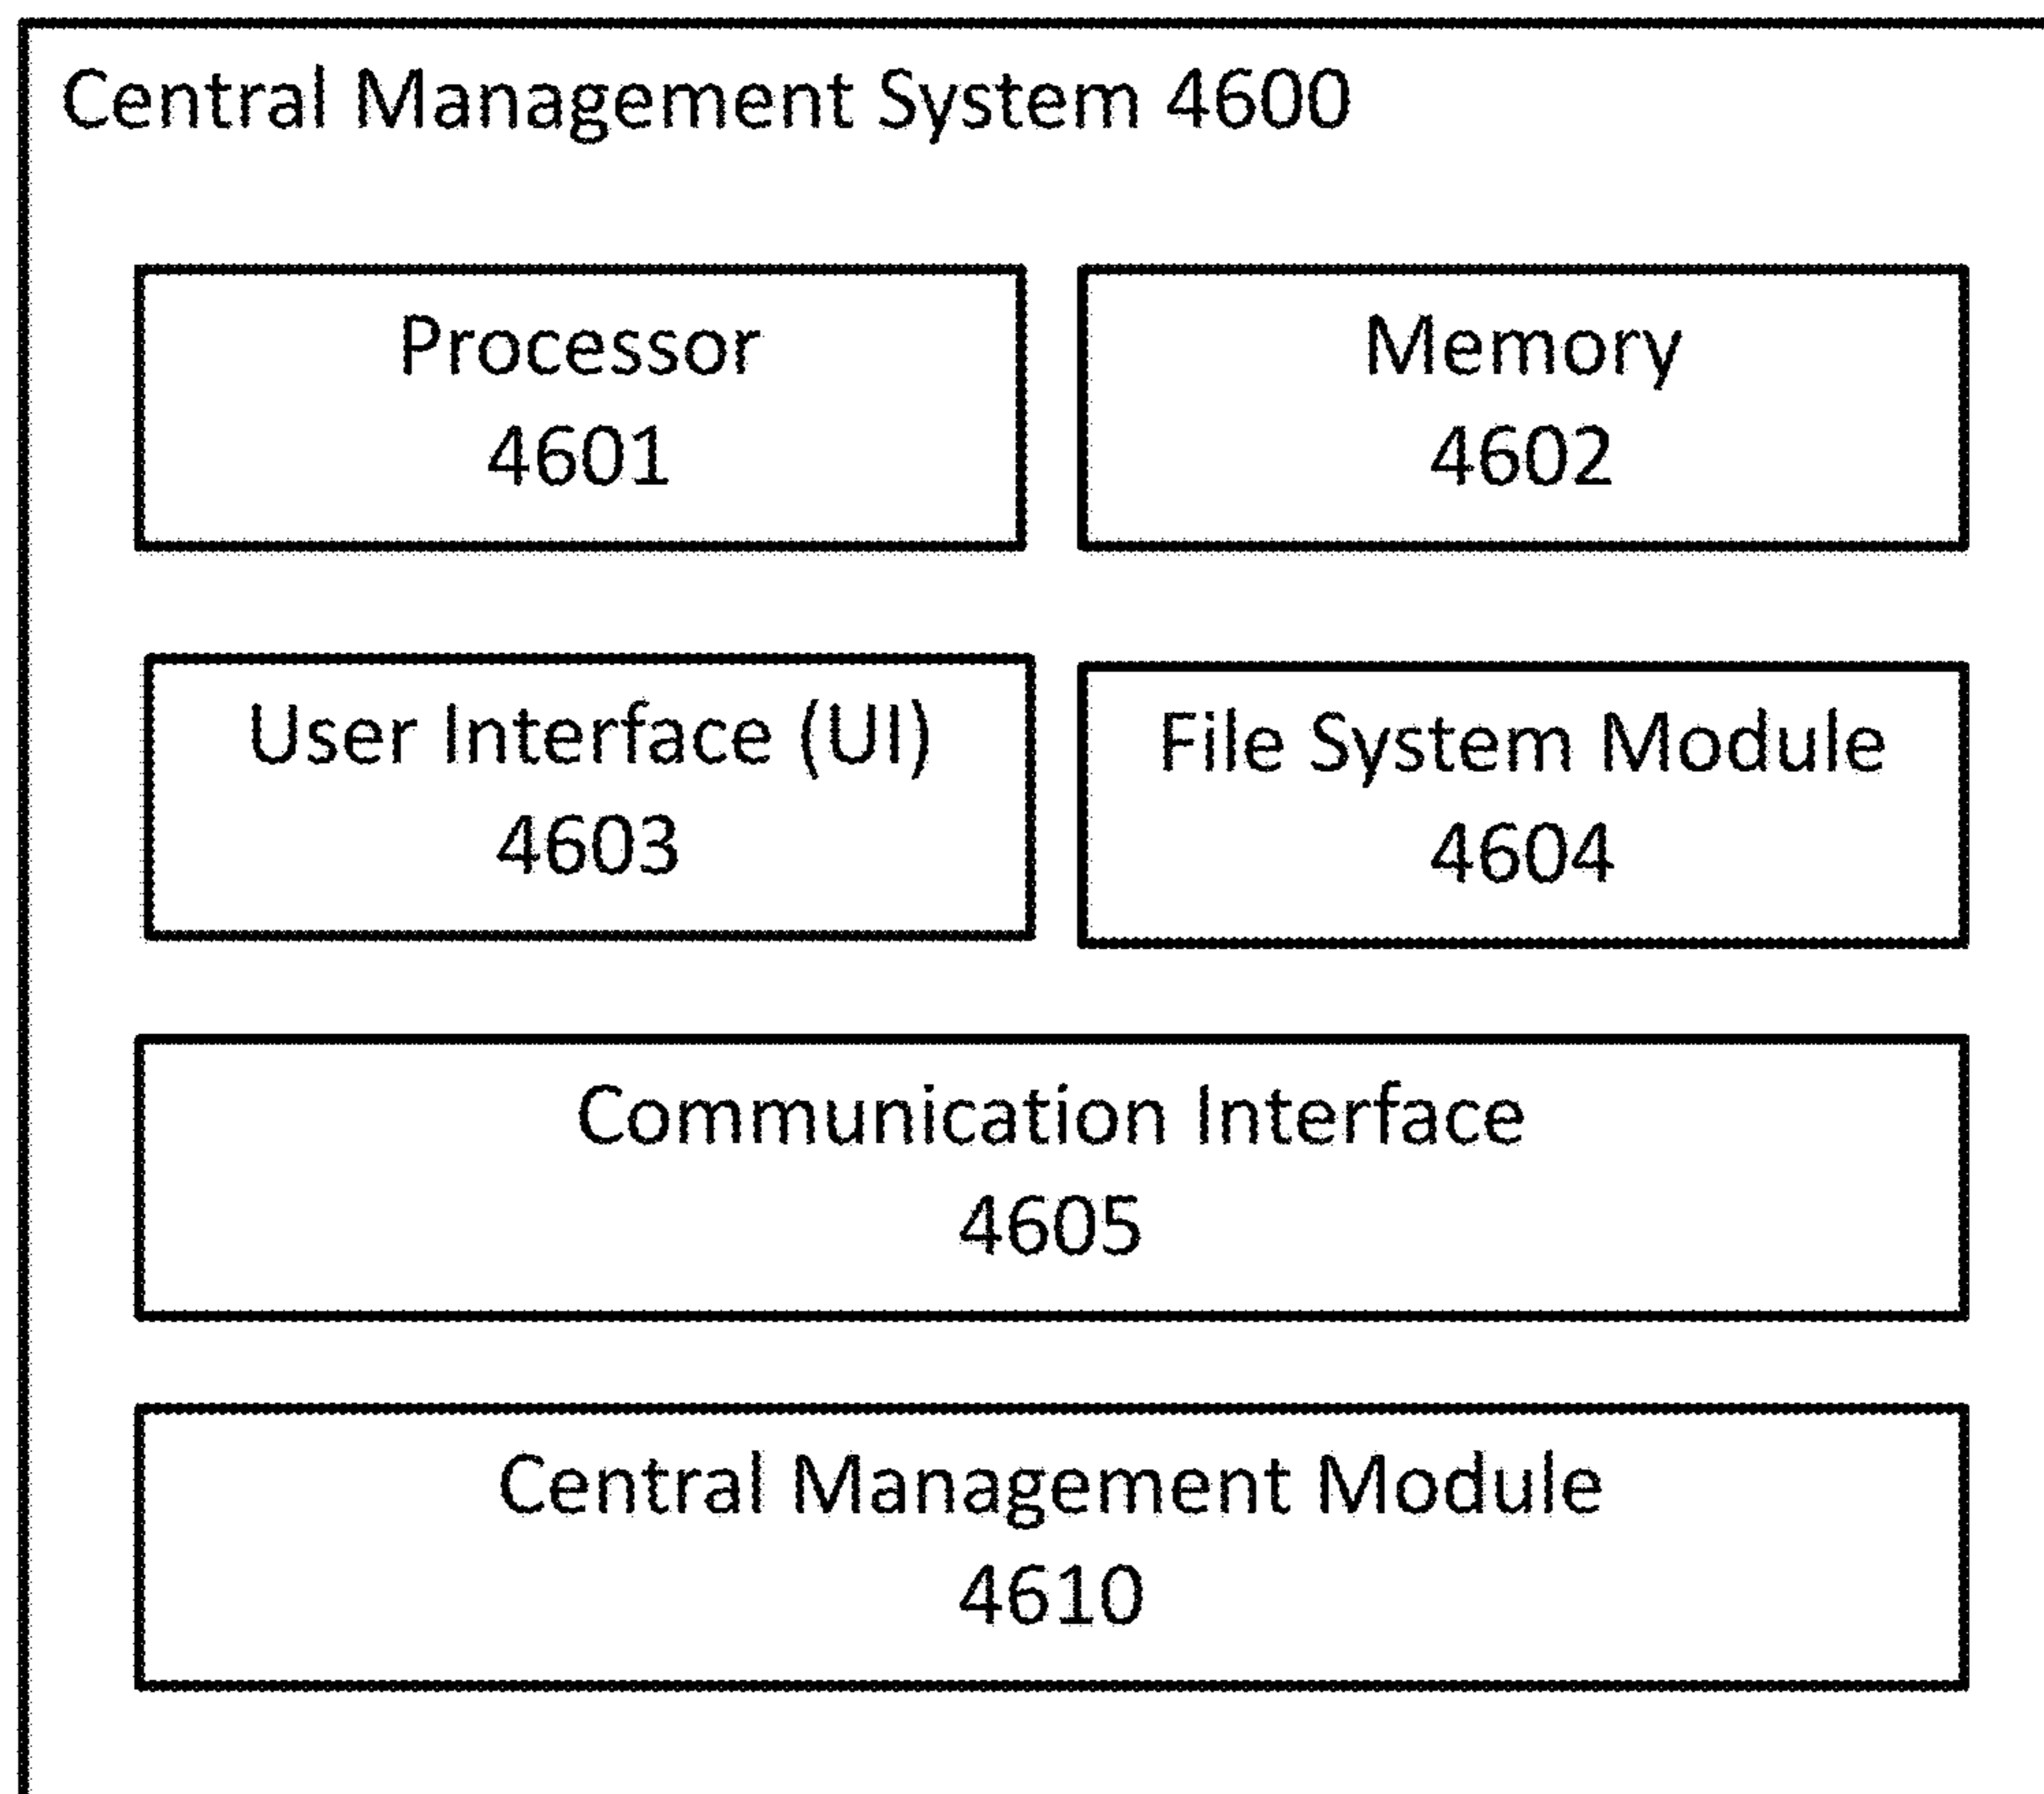 Central Management System 4600
Processor
4601
Memory
4602
User Interface (UI)
4603
File System Module
4604
Communication Interface
4605
Central Management Module
4610